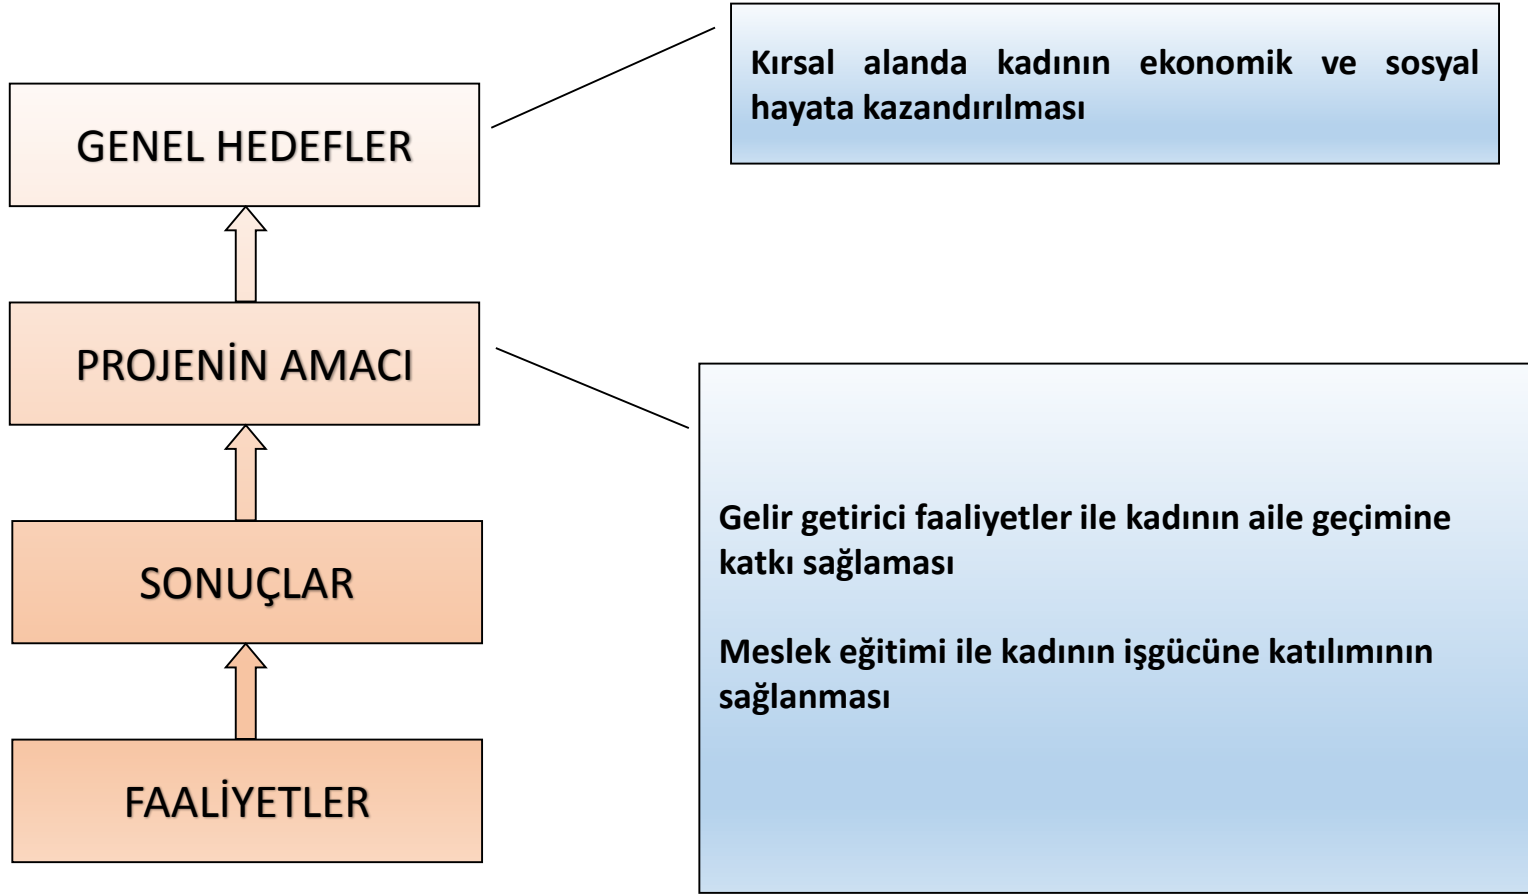 GENEL HEDEFLER
Kırsal alanda kadının ekonomik ve sosyal
hayata kazandırılması
PROJENİN AMACI
Gelir getirici faaliyetler ile kadının aile geçimine
katkı sağlaması
Meslek eğitimi ile kadının işgücüne katılımının
sağlanması
SONUÇLAR
FAALİYETLER